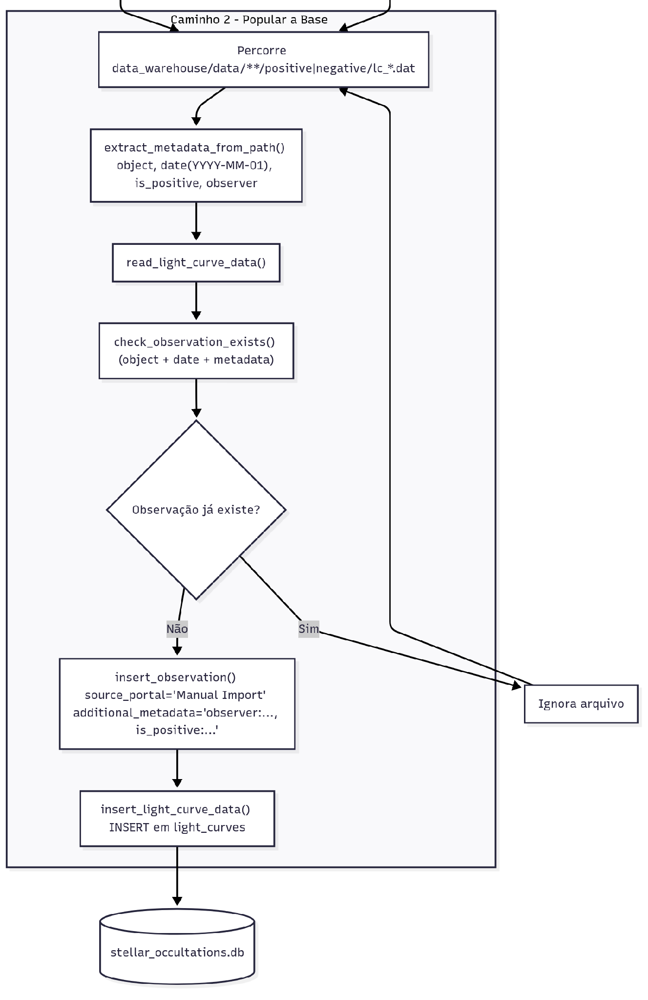 Caminho 2 - Popular a Base
Percorre
data_warehouse/data/**/positive|negative/lc_*.dat
extract_metadata_from_path()
object, date(YYYY-MM-01),
is_positive, observer
read_light_curve_data()
check_observation_exists()
(object + date + metadata)
Observação já existe?
Não
Sim
insert_observation()
source_portal='Manual Import'
additional_metadata='observer:...,
is_positive:...'
Ignora arquivo
insert_light_curve_data()
INSERT em light_curves
stellar_occultations.db